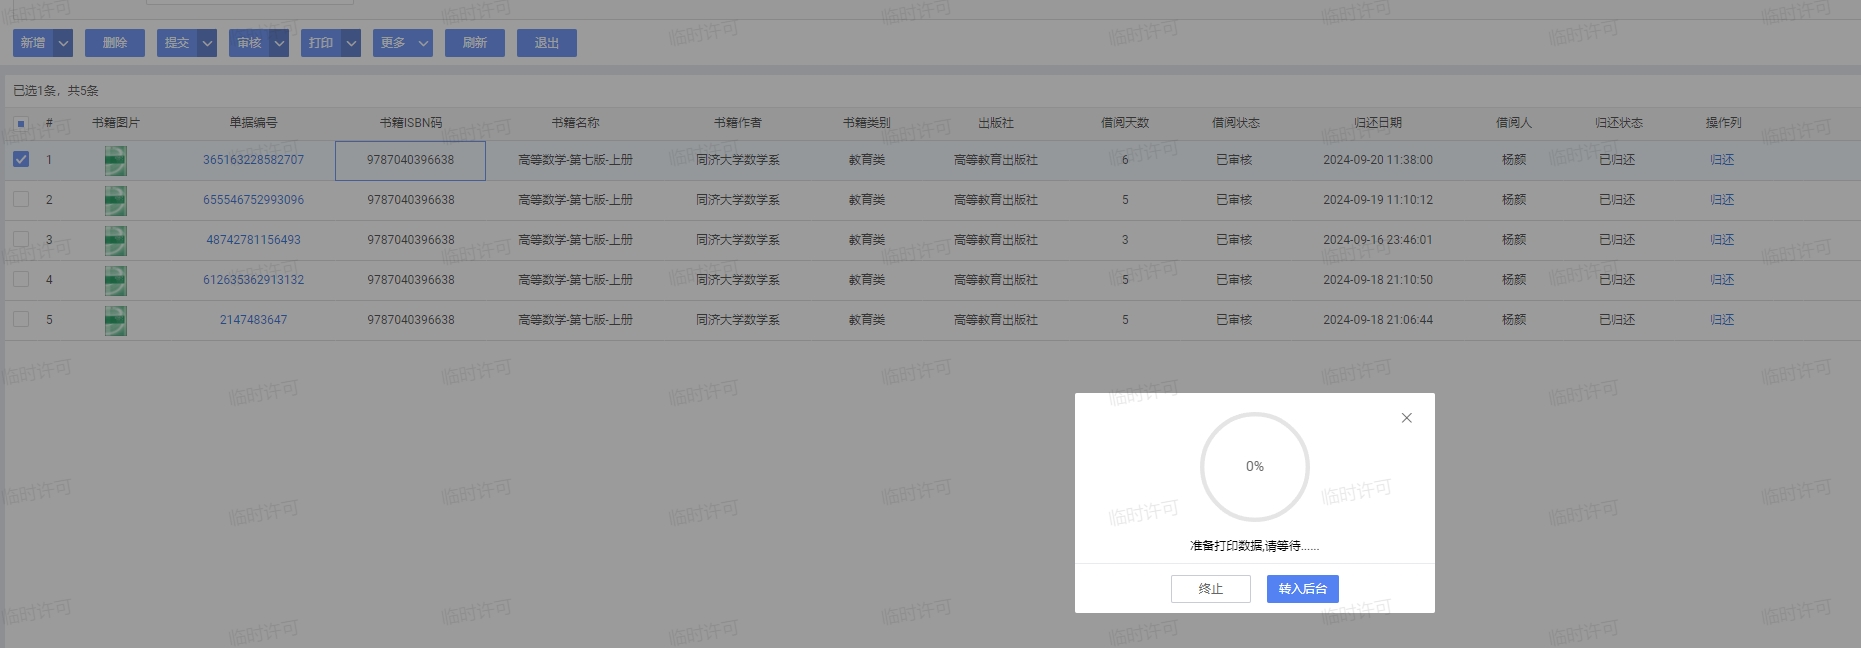 新增 删除 提交 审核 打印 更多 刷新 退出
已选1条，共5条
# 书籍图片 单据编号 书籍ISBN码 书籍名称 书籍作者 书籍类别 出版社 借阅天数 借阅状态 归还日期 借阅人 归还状态 操作列
1 365163228582707 9787040396638 高等数学-第七版-上册 同济大学数学系 教育类 高等教育出版社 6 已审核 2024-09-20 11:38:00 杨颜 已归还 归还
2 655546752993096 9787040396638 高等数学-第七版-上册 同济大学数学系 教育类 高等教育出版社 5 已审核 2024-09-19 11:10:12 杨颜 已归还 归还
3 48742781156493 9787040396638 高等数学-第七版-上册 同济大学数学系 教育类 高等教育出版社 3 已审核 2024-09-16 23:46:01 杨颜 已归还 归还
4 612635362913132 9787040396638 高等数学-第七版-上册 同济大学数学系 教育类 高等教育出版社 5 已审核 2024-09-18 21:10:50 杨颜 已归还 归还
5 2147483647 9787040396638 高等数学-第七版-上册 同济大学数学系 教育类 高等教育出版社 5 已审核 2024-09-18 21:06:44 杨颜 已归还 归还
0%
准备打印数据,请等待......
终止 转入后台
临时许可